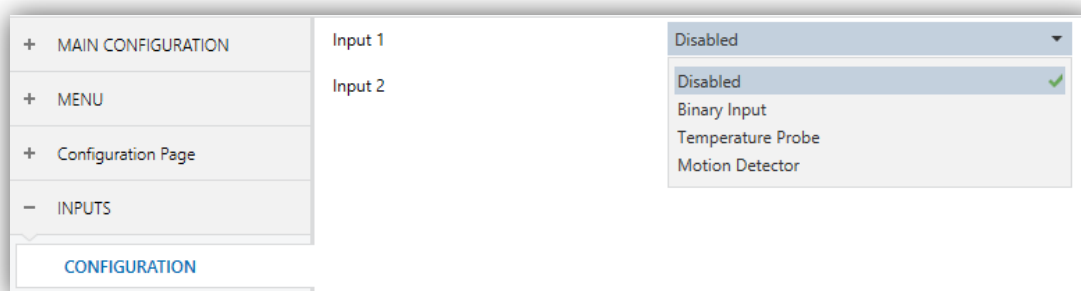 + MAIN CONFIGURATION
+ MENU
+ Configuration Page
− INPUTS
CONFIGURATION
Input 1 Disabled
Input 2
Disabled
Binary Input
Temperature Probe
Motion Detector